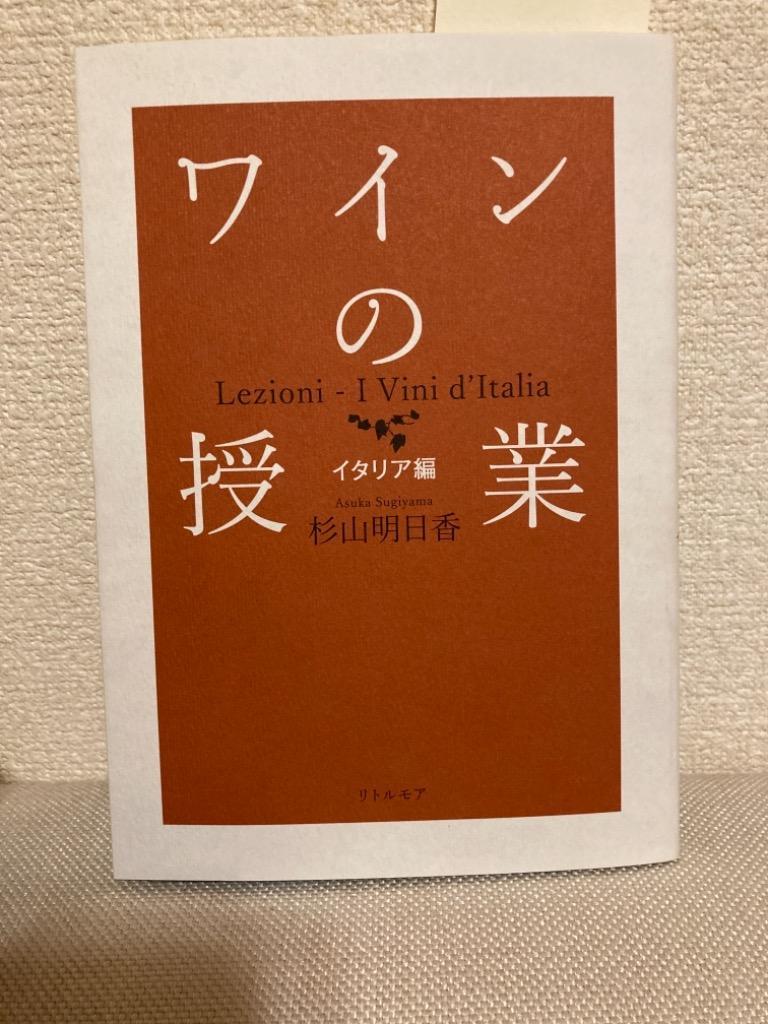 ワイン
の
Lezioni - I Vini d'Italia
授業
イタリア編
Asuka Sugiyama
杉山明日香
リトルモア